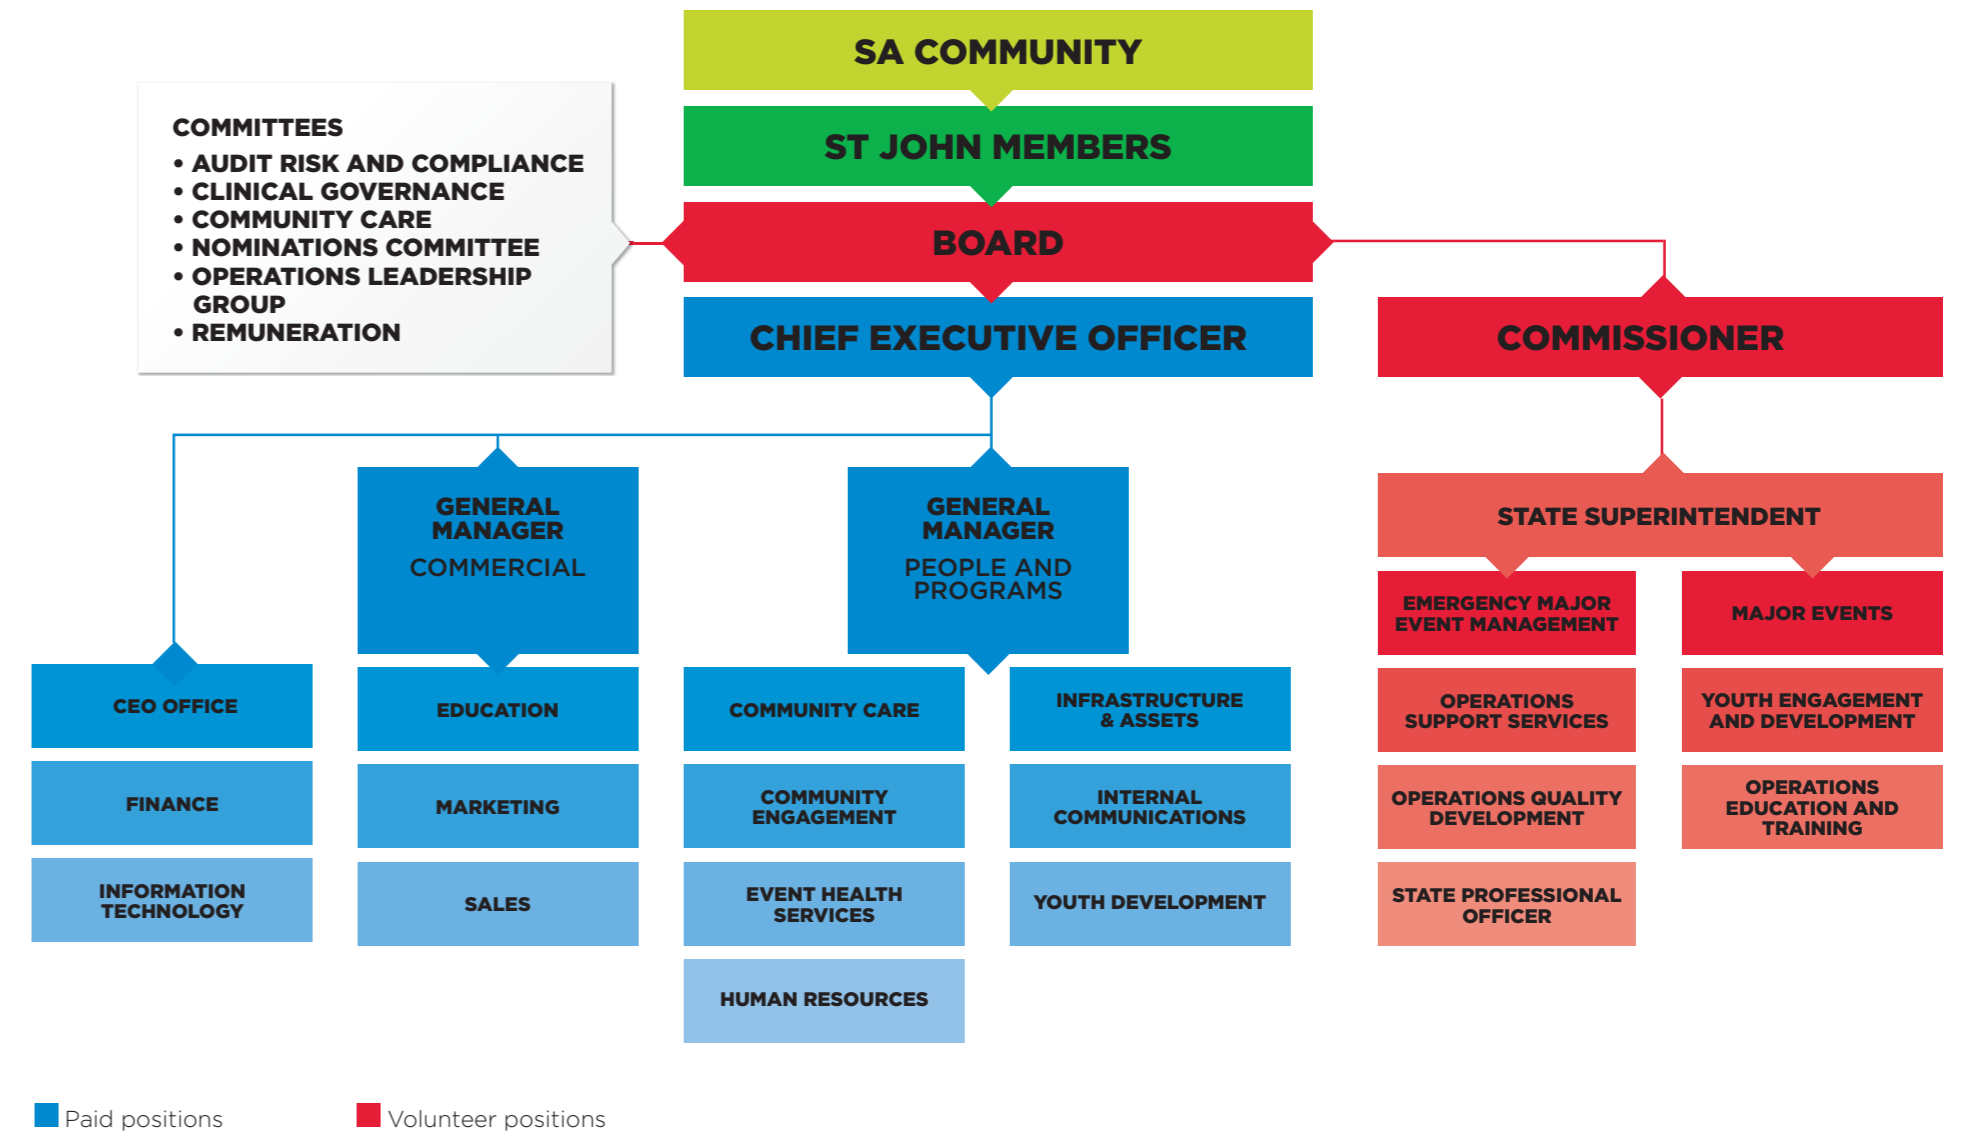 SA COMMUNITY
ST JOHN MEMBERS
BOARD
CHIEF EXECUTIVE OFFICER
COMMITTEES
• AUDIT RISK AND COMPLIANCE
• CLINICAL GOVERNANCE
• COMMUNITY CARE
• NOMINATIONS COMMITTEE
• OPERATIONS LEADERSHIP
GROUP
• REMUNERATION
COMMISSIONER
GENERAL
MANAGER
COMMERCIAL
GENERAL
MANAGER
PEOPLE AND
PROGRAMS
STATE SUPERINTENDENT
CEO OFFICE
FINANCE
INFORMATION
TECHNOLOGY
EDUCATION
MARKETING
SALES
COMMUNITY CARE
COMMUNITY
ENGAGEMENT
EVENT HEALTH
SERVICES
HUMAN RESOURCES
INFRASTRUCTURE
& ASSETS
INTERNAL
COMMUNICATIONS
YOUTH DEVELOPMENT
EMERGENCY MAJOR
EVENT MANAGEMENT
OPERATIONS
SUPPORT SERVICES
OPERATIONS QUALITY
DEVELOPMENT
STATE PROFESSIONAL
OFFICER
MAJOR EVENTS
YOUTH ENGAGEMENT
AND DEVELOPMENT
OPERATIONS
EDUCATION AND
TRAINING
Paid positions
Volunteer positions